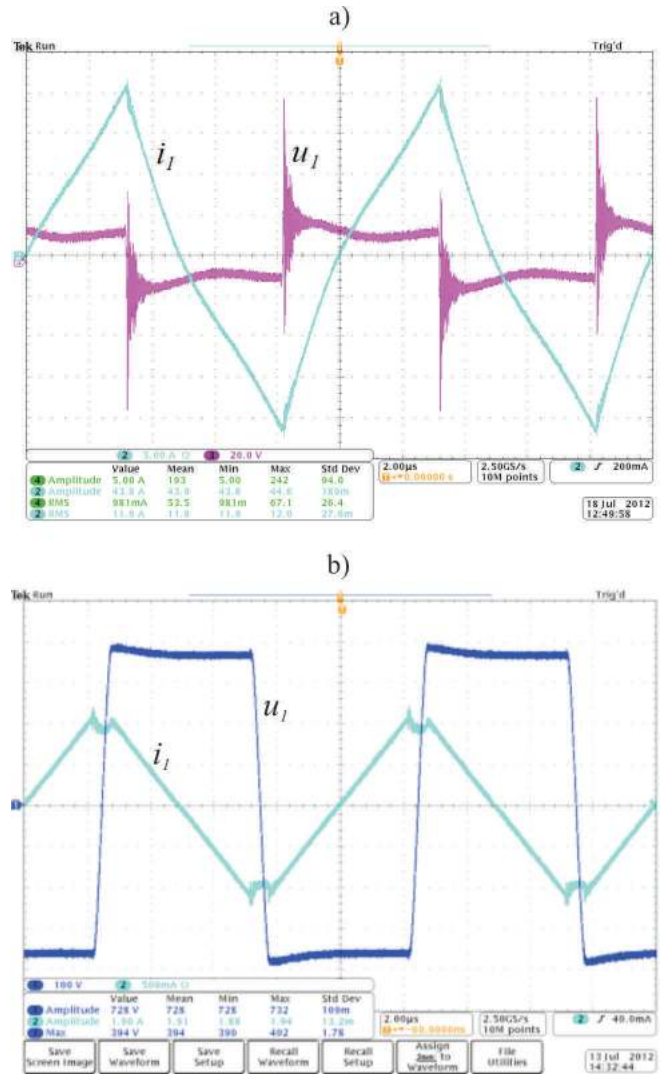 a)
Tek Run Trig'd
i1 u1
2 5.00 A Ω 3 20.0 V
Value Mean Min Max Std Dev
4 Amplitude 5.00 A 193 5.00 242 94.0
2 Amplitude 43.8 A 43.9 43.8 44.0
4 RMS 981mA 53.5 981m 67.1 26.4
2 RMS 11.9 A 11.8 11.8 12.0
2.00µs
0.00000 s
2.50GS/s
10M points
2 200mA
18 Jul 2012
12:49:58
b)
Tek Run Trig'd
u1
i1
1 100 V 2 500mA Ω
Value Mean Min Max Std Dev
1 Amplitude 728 V 728 728 732 109m
2 Amplitude 1.91 1.88 1.94 13.2m
1 Max 394 V 394 390 402 1.78
2.00µs
2.50GS/s
10M points
2 40.0mA
Save Screen Image
Save Waveform
Save Setup
Recall Waveform
Recall Setup
Assign to Waveform
File Utilities
13 Jul 2012
14:32:44